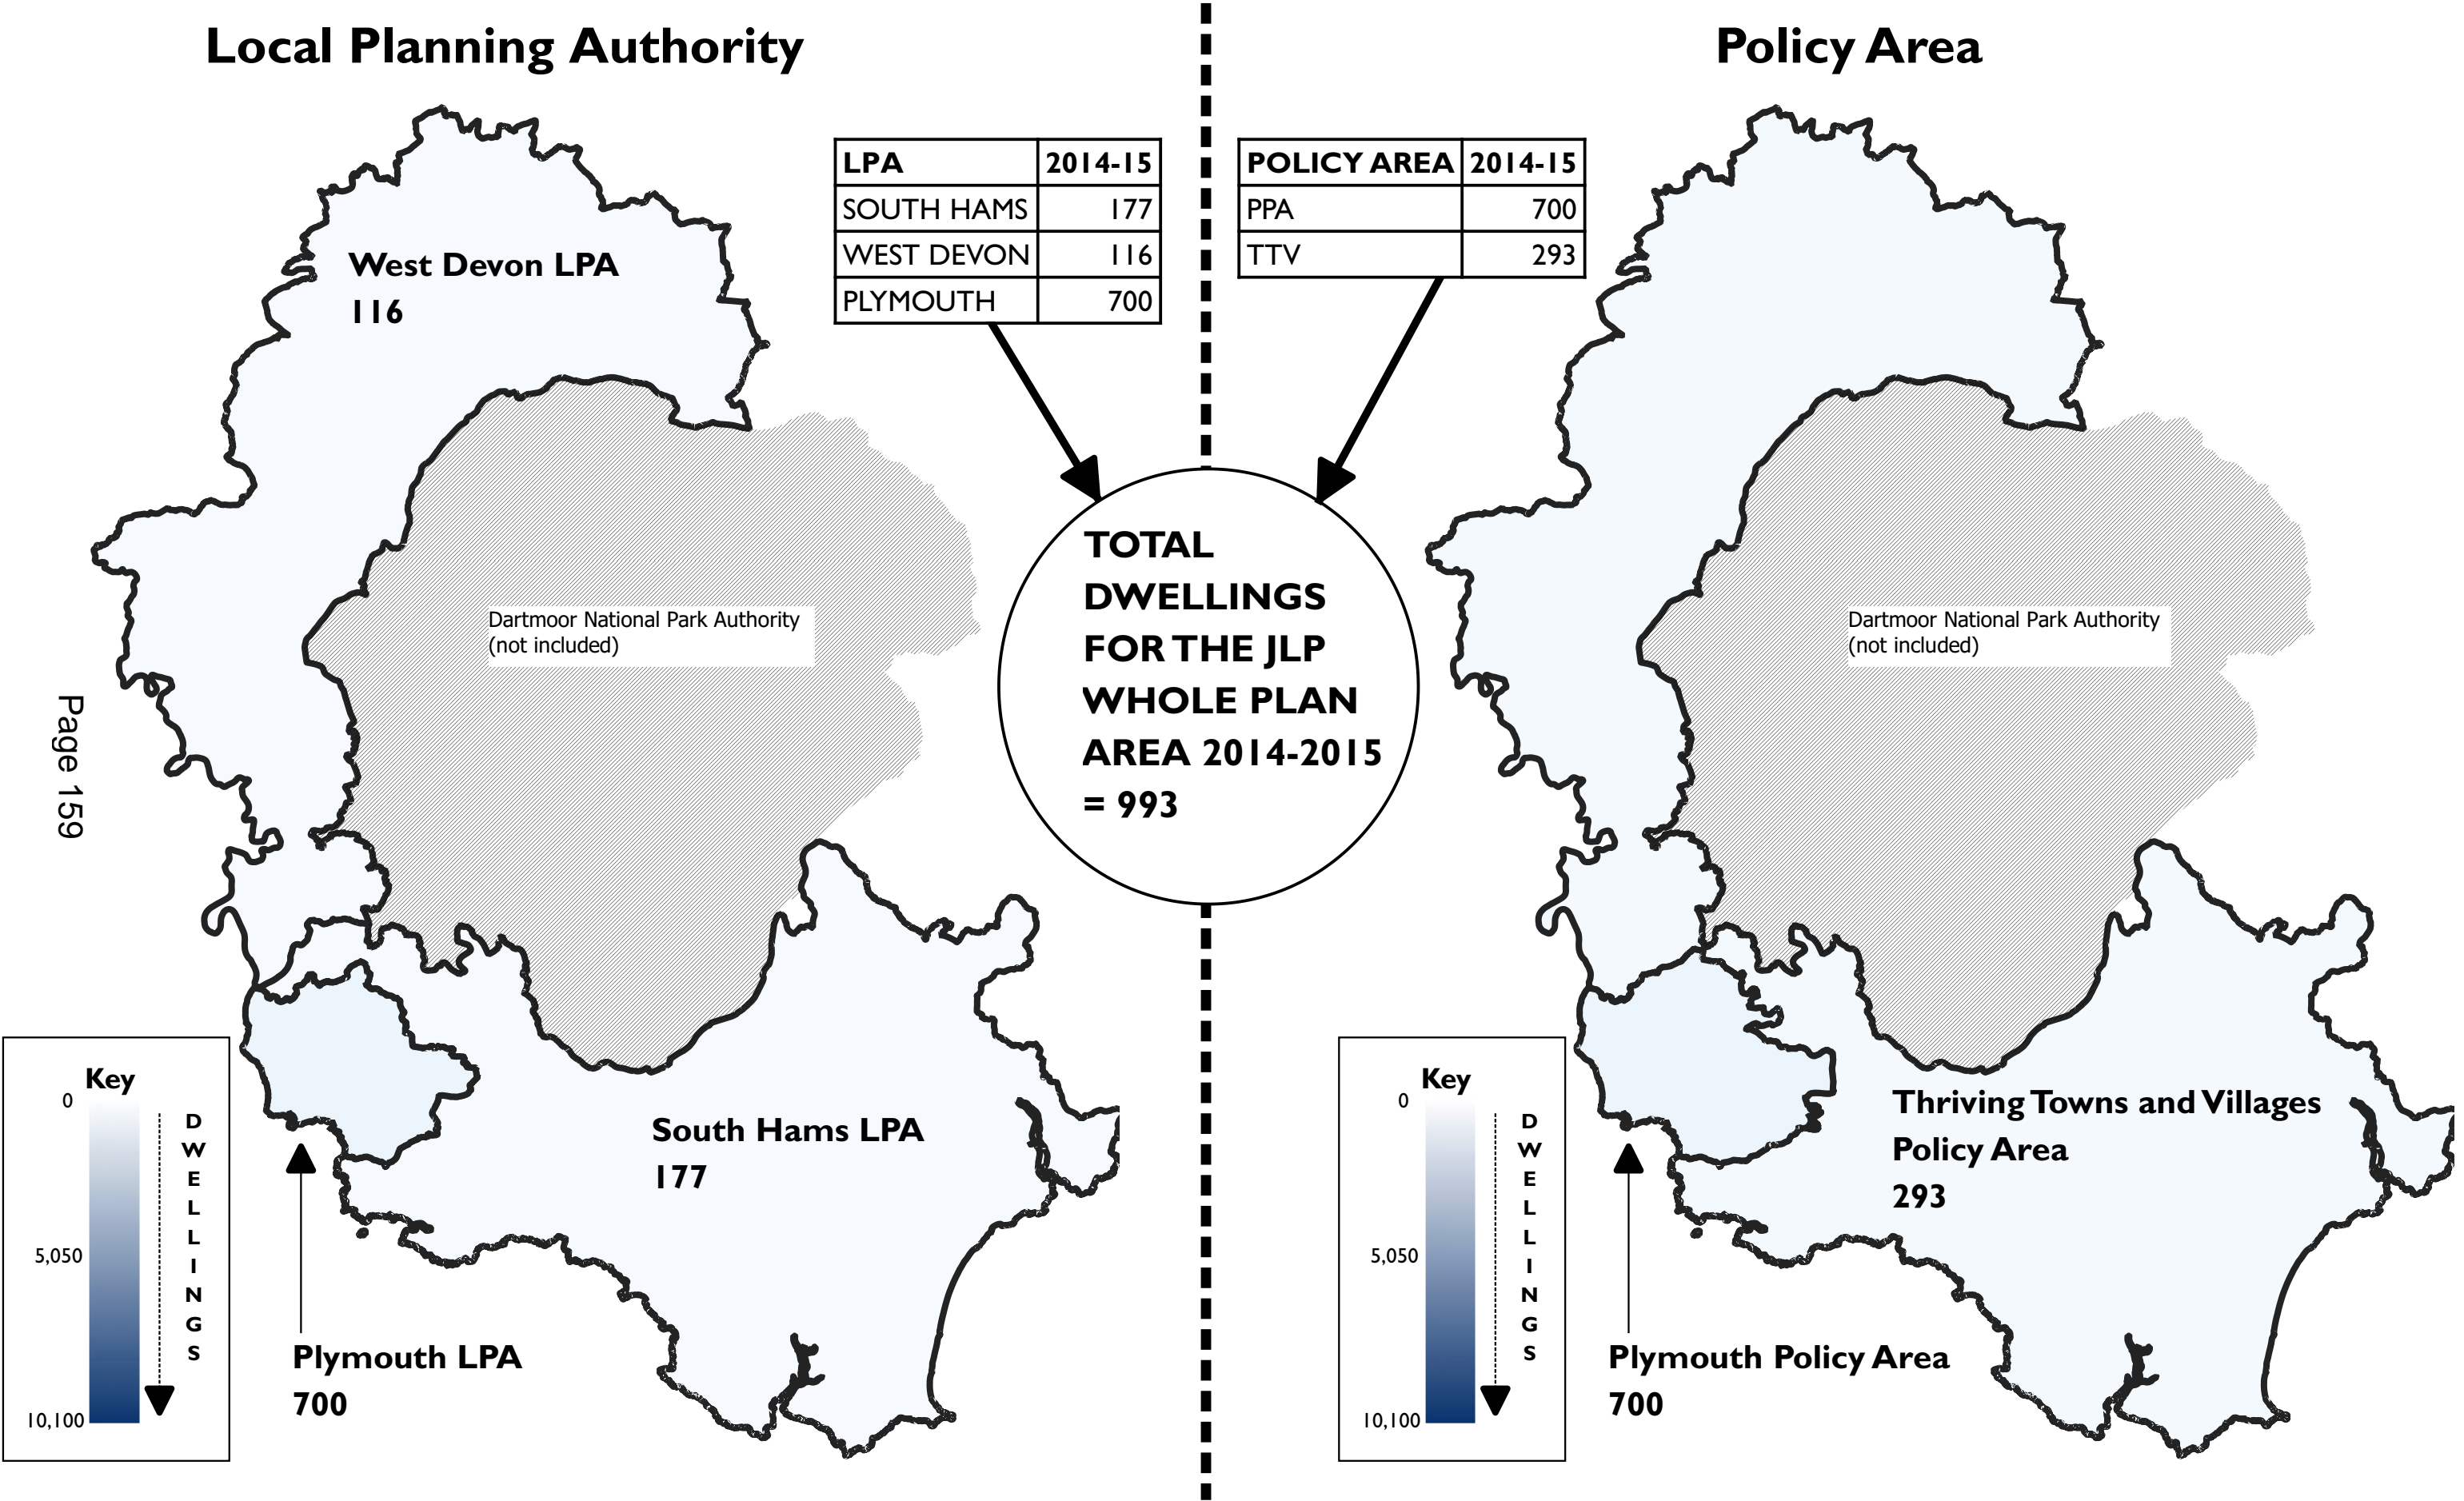 Local Planning Authority
Policy Area
LPA 2014-15
SOUTH HAMS 177
WEST DEVON 116
PLYMOUTH 700
POLICY AREA 2014-15
PPA 700
TTV 293
West Devon LPA
116
Dartmoor National Park Authority
(not included)
TOTAL
DWELLINGS
FOR THE JLP
WHOLE PLAN
AREA 2014-2015
= 993
Dartmoor National Park Authority
(not included)
Page 159
Key
0
5,050
10,100
DWELLINGS
South Hams LPA
177
Plymouth LPA
700
Key
0
5,050
10,100
DWELLINGS
Thriving Towns and Villages
Policy Area
293
Plymouth Policy Area
700